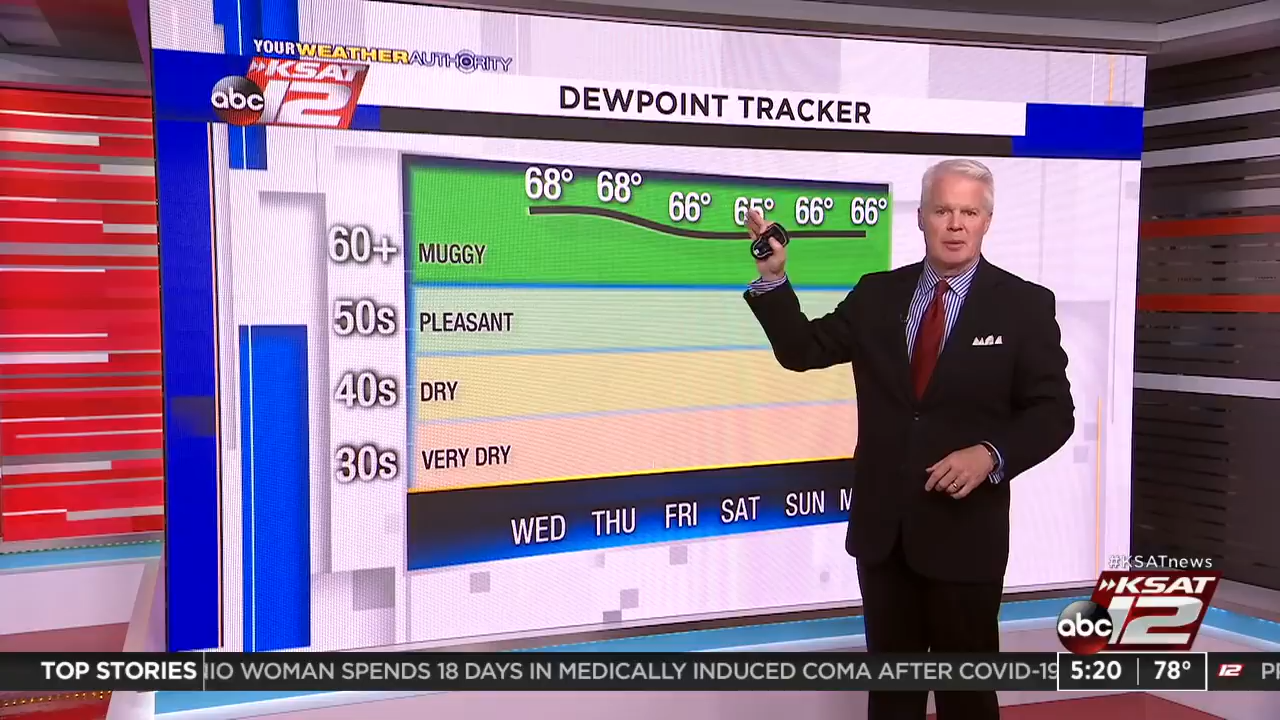 YOUR WEATHER AUTHORITY
KSAT
abc 12
DEWPOINT TRACKER
68° 68° 66° 65° 66° 66°
60+ MUGGY
50s PLEASANT
40s DRY
30s VERY DRY
WED THU FRI SAT SUN M
#KSATnews
KSAT
abc 12
TOP STORIES NIO WOMAN SPENDS 18 DAYS IN MEDICALLY INDUCED COMA AFTER COVID-19 5:20 78° 12